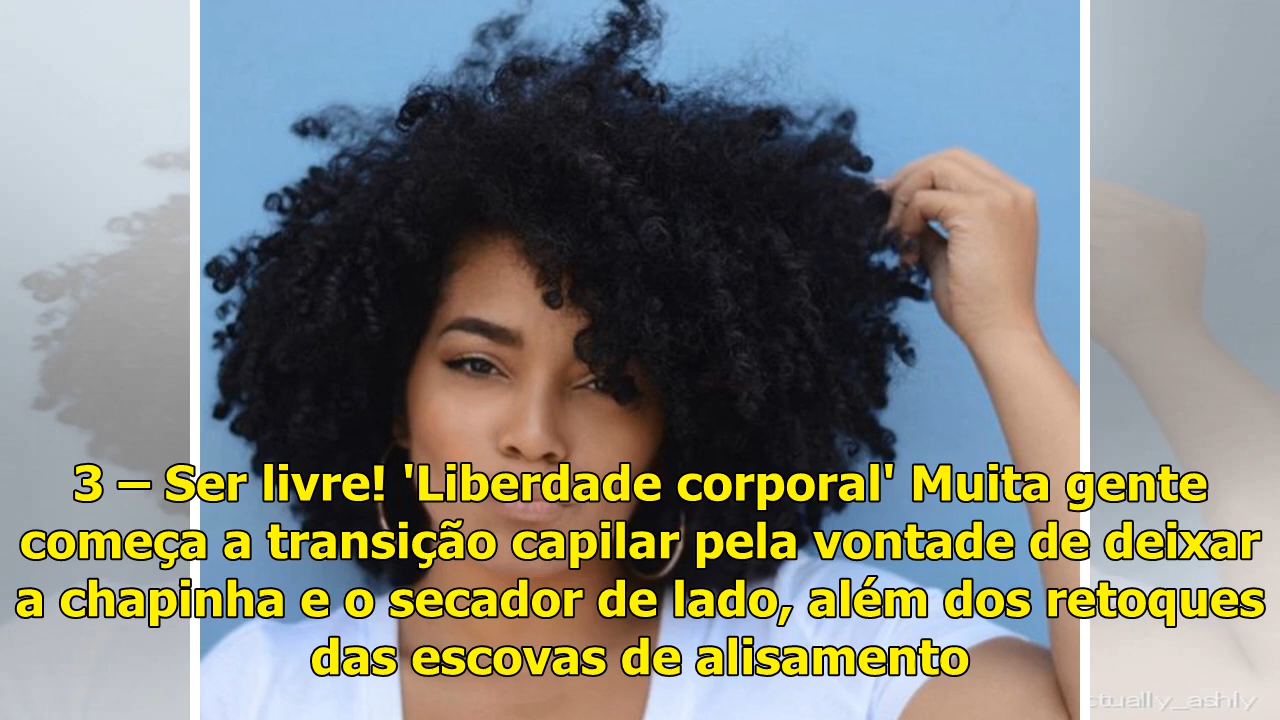 3 – Ser livre! 'Liberdade corporal' Muita gente
começa a transição capilar pela vontade de deixar
a chapinha e o secador de lado, além dos retoques
das escovas de alisamento
ctually_ashly